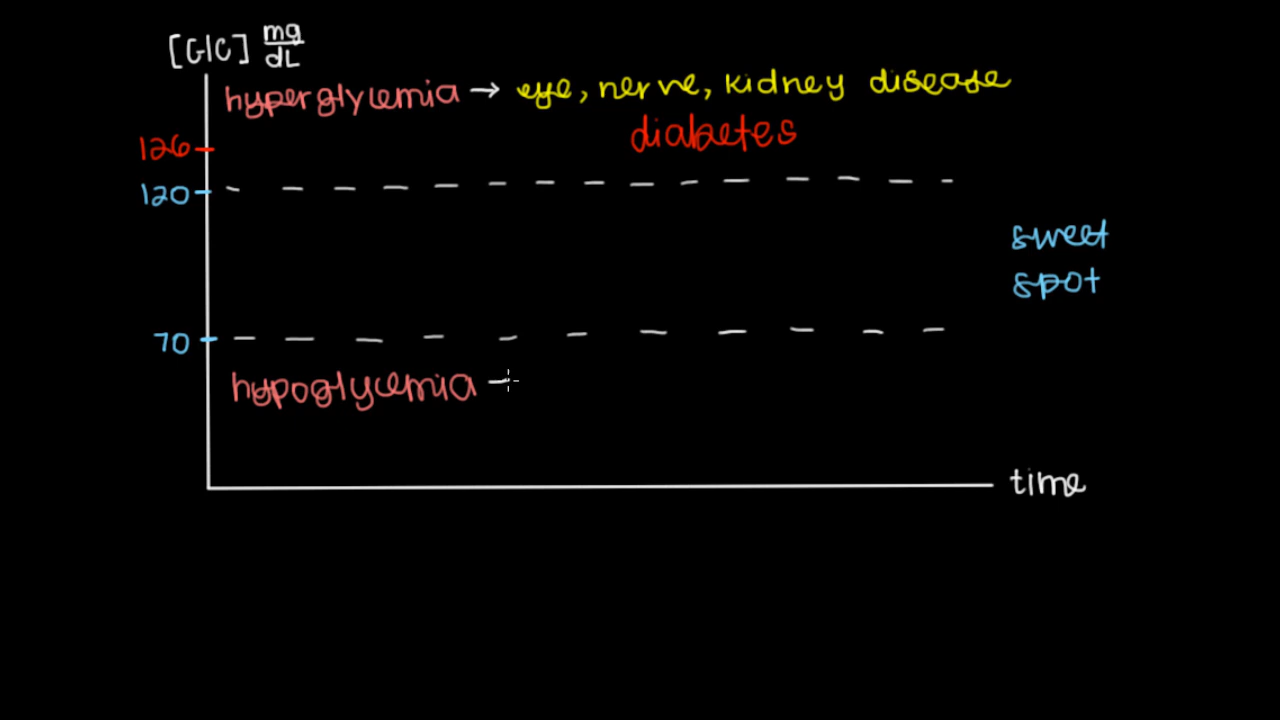 [Glc] mg/dL
hyperglycemia → eye, nerve, kidney disease
126
diabetes
120
sweet
spot
70
hypoglycemia –
time